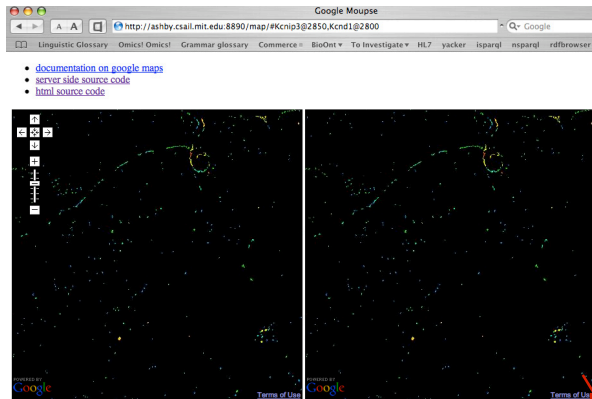 Google Moupse
A A http://ashby.csail.mit.edu:8890/map/#Kcnip3@2850,Kcnd1@2800 Q Google
Linguistic Glossary Omics! Omics! Grammar glossary Commerce BioOnt To Investigate HL7 yacker isparql nsparql rdfbrowser
• documentation on google maps
• server side source code
• html source code
POWERED BY POWERED BY
Google Google
Terms of Use Terms of Us